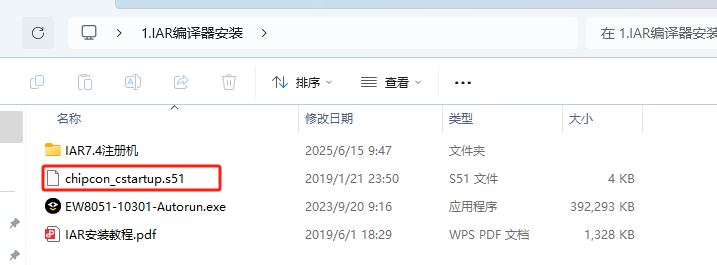 1.IAR编译器安装
在 1.IAR编译器安装
排序
查看
名称 修改日期 类型 大小
IAR7.4注册机 2025/6/15 9:47 文件夹
chipcon_cstartup.s51 2019/1/21 23:50 S51 文件 4 KB
EW8051-10301-Autorun.exe 2023/9/20 9:16 应用程序 392,293 KB
IAR安装教程.pdf 2019/6/1 18:29 WPS PDF 文档 1,328 KB